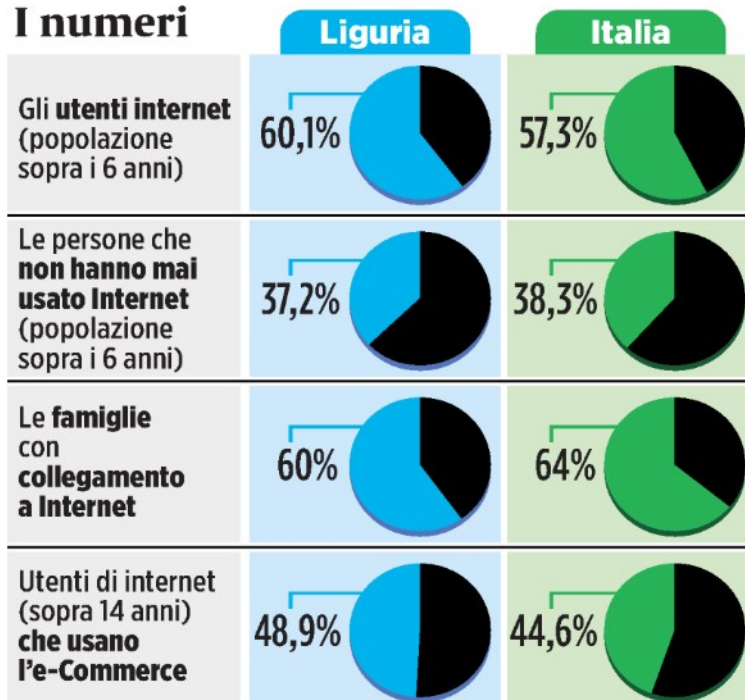 I numeri
Liguria
Italia
Gli utenti internet
(popolazione
sopra i 6 anni)
60,1%
57,3%
Le persone che
non hanno mai
usato Internet
(popolazione
sopra i 6 anni)
37,2%
38,3%
Le famiglie
con
collegamento
a Internet
60%
64%
Utenti di internet
(sopra 14 anni)
che usano
l'e-Commerce
48,9%
44,6%